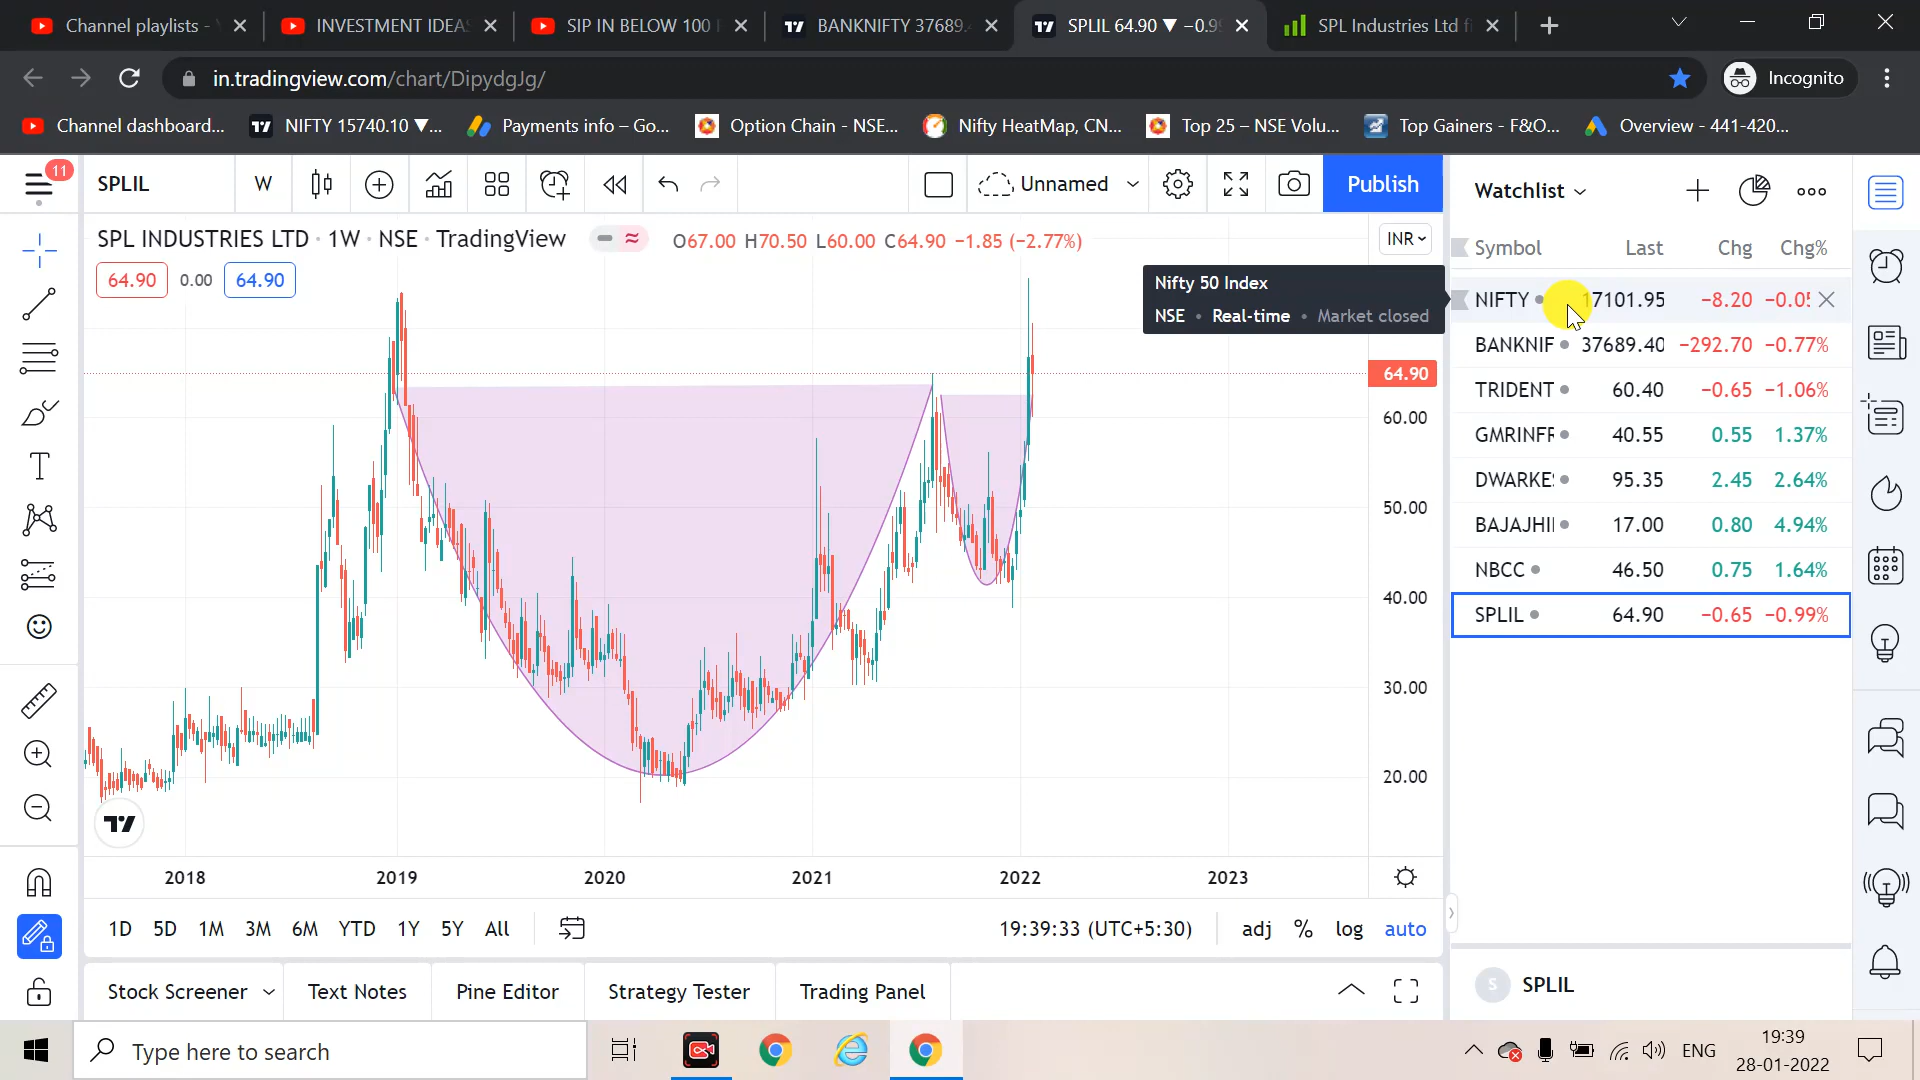 Channel playlists -
INVESTMENT IDEA
SIP IN BELOW 100
BANKNIFTY 37689.
SPLIL 64.90 ▼ −0.9
SPL Industries Ltd fi
in.tradingview.com/chart/DipydgJg/
Incognito
Channel dashboard...
NIFTY 15740.10 ▼...
Payments info – Go...
Option Chain - NSE...
Nifty HeatMap, CN...
Top 25 – NSE Volu...
Top Gainers - F&O...
Overview - 441-420...
11
SPLIL
W
Unnamed
Publish
SPL INDUSTRIES LTD · 1W · NSE · TradingView
O67.00 H70.50 L60.00 C64.90 −1.85 (−2.77%)
INR
64.90
0.00
64.90
Nifty 50 Index
NSE • Real-time • Market closed
64.90
60.00
50.00
40.00
30.00
20.00
2018 2019 2020 2021 2022 2023
1D 5D 1M 3M 6M YTD 1Y 5Y All
19:39:33 (UTC+5:30)
adj % log auto
Stock Screener
Text Notes
Pine Editor
Strategy Tester
Trading Panel
Watchlist
Symbol Last Chg Chg%
NIFTY 17101.95 −8.20 −0.05
BANKNIF 37689.40 −292.70 −0.77%
TRIDENT 60.40 −0.65 −1.06%
GMRINFR 40.55 0.55 1.37%
DWARKE 95.35 2.45 2.64%
BAJAJHI 17.00 0.80 4.94%
NBCC 46.50 0.75 1.64%
SPLIL 64.90 −0.65 −0.99%
S SPLIL
Type here to search
ENG
19:39
28-01-2022